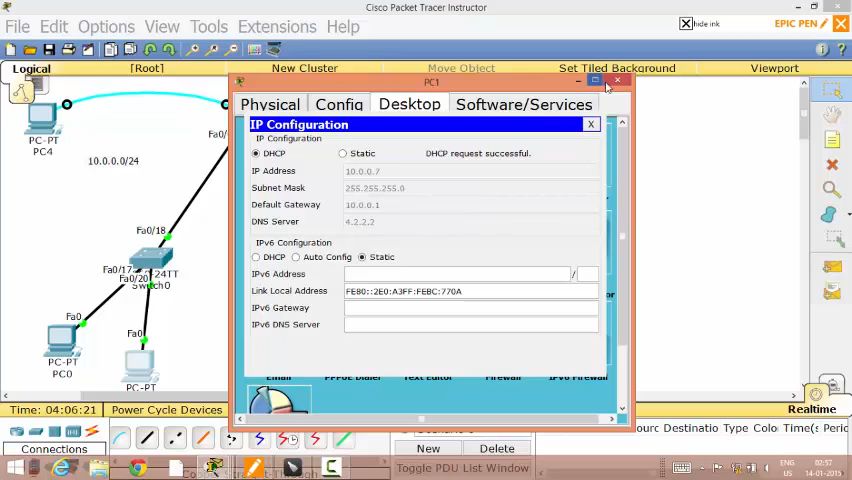 Cisco Packet Tracer Instructor
File Edit Options View Tools Extensions Help
hide ink
EPIC PEN
Logical
[Root]
New Cluster
Move Object
Set Tiled Background
Viewport
PC1
Physical Config Desktop Software/Services
IP Configuration
X
IP Configuration
DHCP Static DHCP request successful.
IP Address 10.0.0.7
Subnet Mask 255.255.255.0
Default Gateway 10.0.0.1
DNS Server 4.2.2.2
IPv6 Configuration
DHCP Auto Config Static
IPv6 Address /
Link Local Address FE80::2E0:A3FF:FEBC:770A
IPv6 Gateway
IPv6 DNS Server
Email PPPoE Dialer Text Editor Firewall IPv6 Firewall
PC-PT
PC4
10.0.0.0/24
Fa0/
Fa0/18
Fa0/17
Fa0/20
24TT
Switch0
Fa0
PC-PT
PC0
Fa0
PC-PT
Time: 04:06:21 Power Cycle Devices
Realtime
Connections
New Delete
Toggle PDU List Window
Destinatio Type Colo Time(s Peric
ENG
US
02:57
14-01-2015